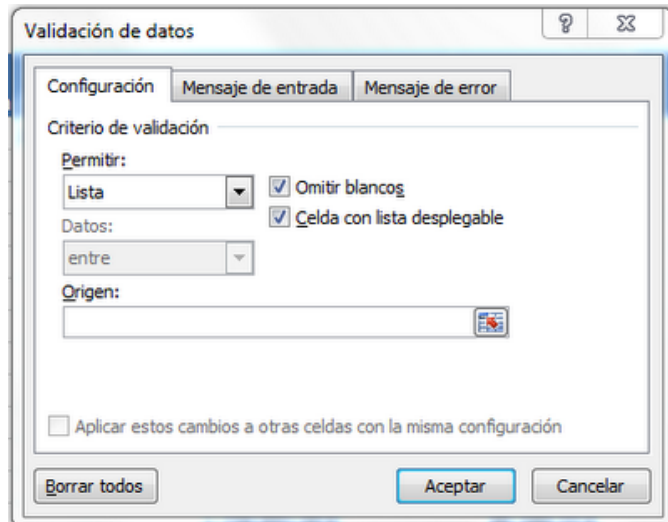 Validación de datos
Configuración Mensaje de entrada Mensaje de error
Criterio de validación
Permitir:
Lista
Omitir blancos
Celda con lista desplegable
Datos:
entre
Origen:
Aplicar estos cambios a otras celdas con la misma configuración
Borrar todos Aceptar Cancelar